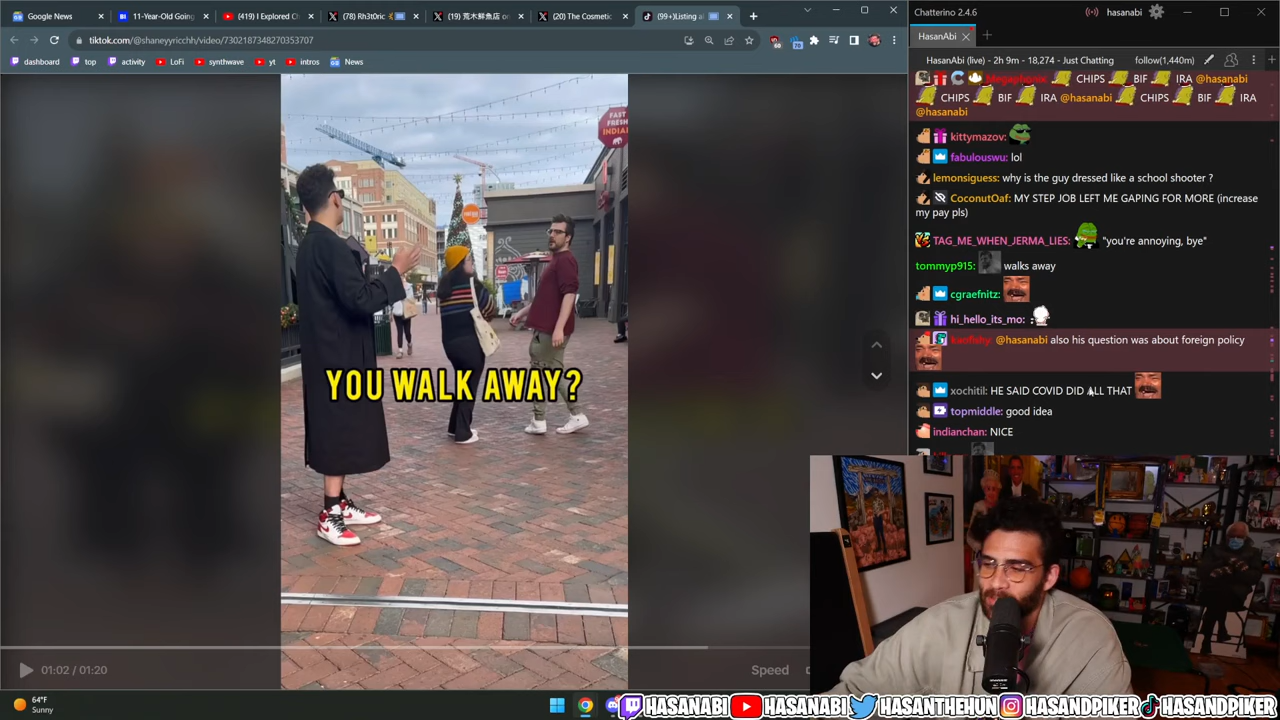 Google News
11-Year-Old Going
(419) I Explored C
(78) Rh3t0ric
(19) 荒木鮮魚店 on
(20) The Cosmetic
(99+)Listing al
tiktok.com/@shaneyyricchh/video/7302187348270353707
dashboard
top
activity
LoFi
synthwave
yt
intros
News
FAST
FRESH
INDIAN
YOU WALK AWAY?
01:02 / 01:20
Speed
64°F
Sunny
Chatterino 2.4.6
hasanabi
HasanAbi
HasanAbi (live) - 2h 9m - 18,274 - Just Chatting
follow(1,440m)
CHIPS BIF IRA @hasanabi
CHIPS BIF IRA @hasanabi CHIPS BIF IRA
@hasanabi
kittymazov:
fabulouswu: lol
lemonsiguess: why is the guy dressed like a school shooter ?
CoconutOaf: MY STEP JOB LEFT ME GAPING FOR MORE (increase
my pay pls)
TAG_ME_WHEN_JERMA_LIES: "you're annoying, bye"
tommyp915: walks away
cgraefnitz:
hi_hello_its_mo:
@hasanabi also his question was about foreign policy
xochitil: HE SAID COVID DID ALL THAT
topmiddle: good idea
indianchan: NICE
HASANABI HASANABI HASANTHEHUN HASANDPIKER HASANDPIKER